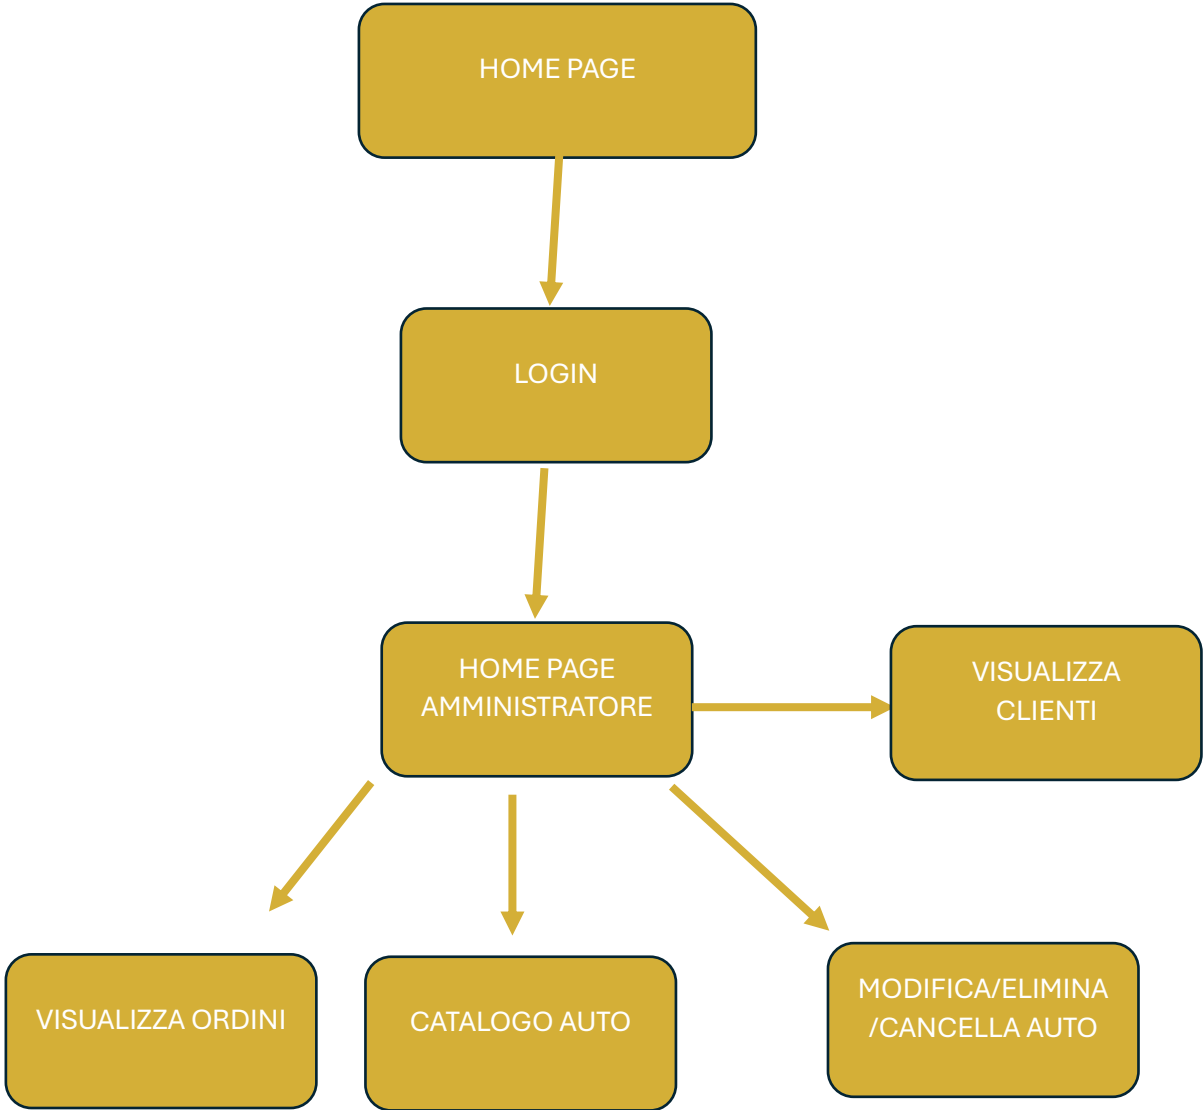 HOME PAGE
LOGIN
HOME PAGE
AMMINISTRATORE
VISUALIZZA
CLIENTI
VISUALIZZA ORDINI
CATALOGO AUTO
MODIFICA/ELIMINA
/CANCELLA AUTO